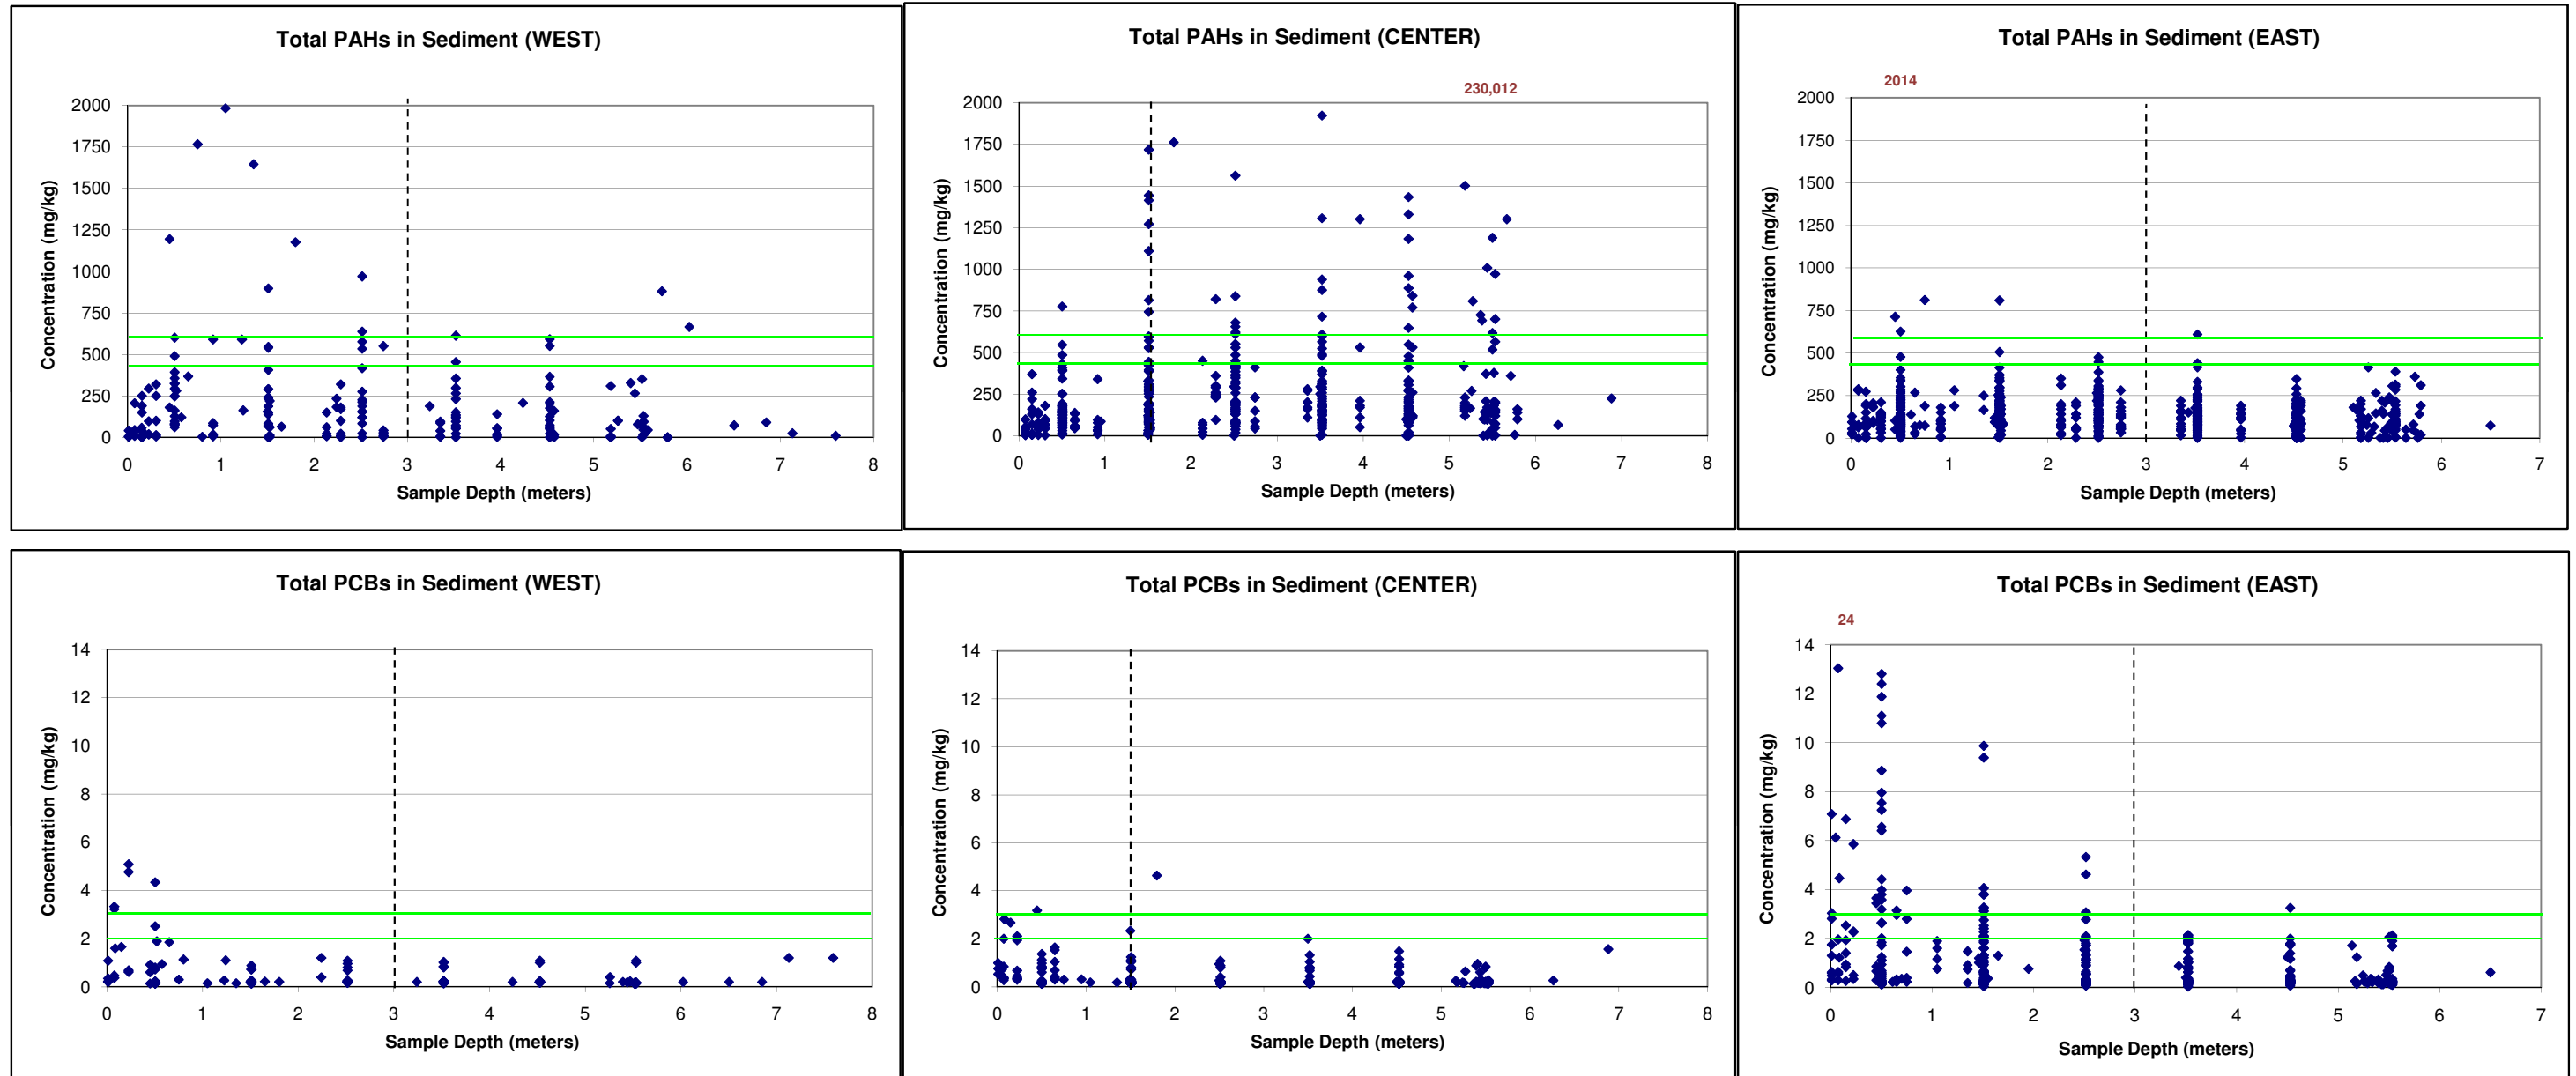 Total PAHs in Sediment (WEST)
2000
1750
1500
1250
1000
750
500
250
0
0 1 2 3 4 5 6 7 8
Concentration (mg/kg)
Sample Depth (meters)
Total PAHs in Sediment (CENTER)
230,012
2000
1750
1500
1250
1000
750
500
250
0
0 1 2 3 4 5 6 7 8
Concentration (mg/kg)
Sample Depth (meters)
Total PAHs in Sediment (EAST)
2014
2000
1750
1500
1250
1000
750
500
250
0
0 1 2 3 4 5 6 7
Concentration (mg/kg)
Sample Depth (meters)
Total PCBs in Sediment (WEST)
14
12
10
8
6
4
2
0
0 1 2 3 4 5 6 7 8
Concentration (mg/kg)
Sample Depth (meters)
Total PCBs in Sediment (CENTER)
14
12
10
8
6
4
2
0
0 1 2 3 4 5 6 7 8
Concentration (mg/kg)
Sample Depth (meters)
Total PCBs in Sediment (EAST)
24
14
12
10
8
6
4
2
0
0 1 2 3 4 5 6 7
Concentration (mg/kg)
Sample Depth (meters)